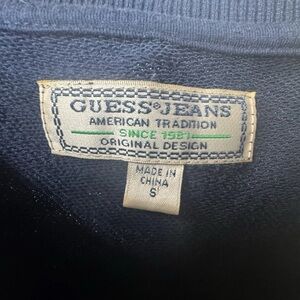 GUESS® JEANS
AMERICAN TRADITION
SINCE 1981
ORIGINAL DESIGN
MADE IN
CHINA
S